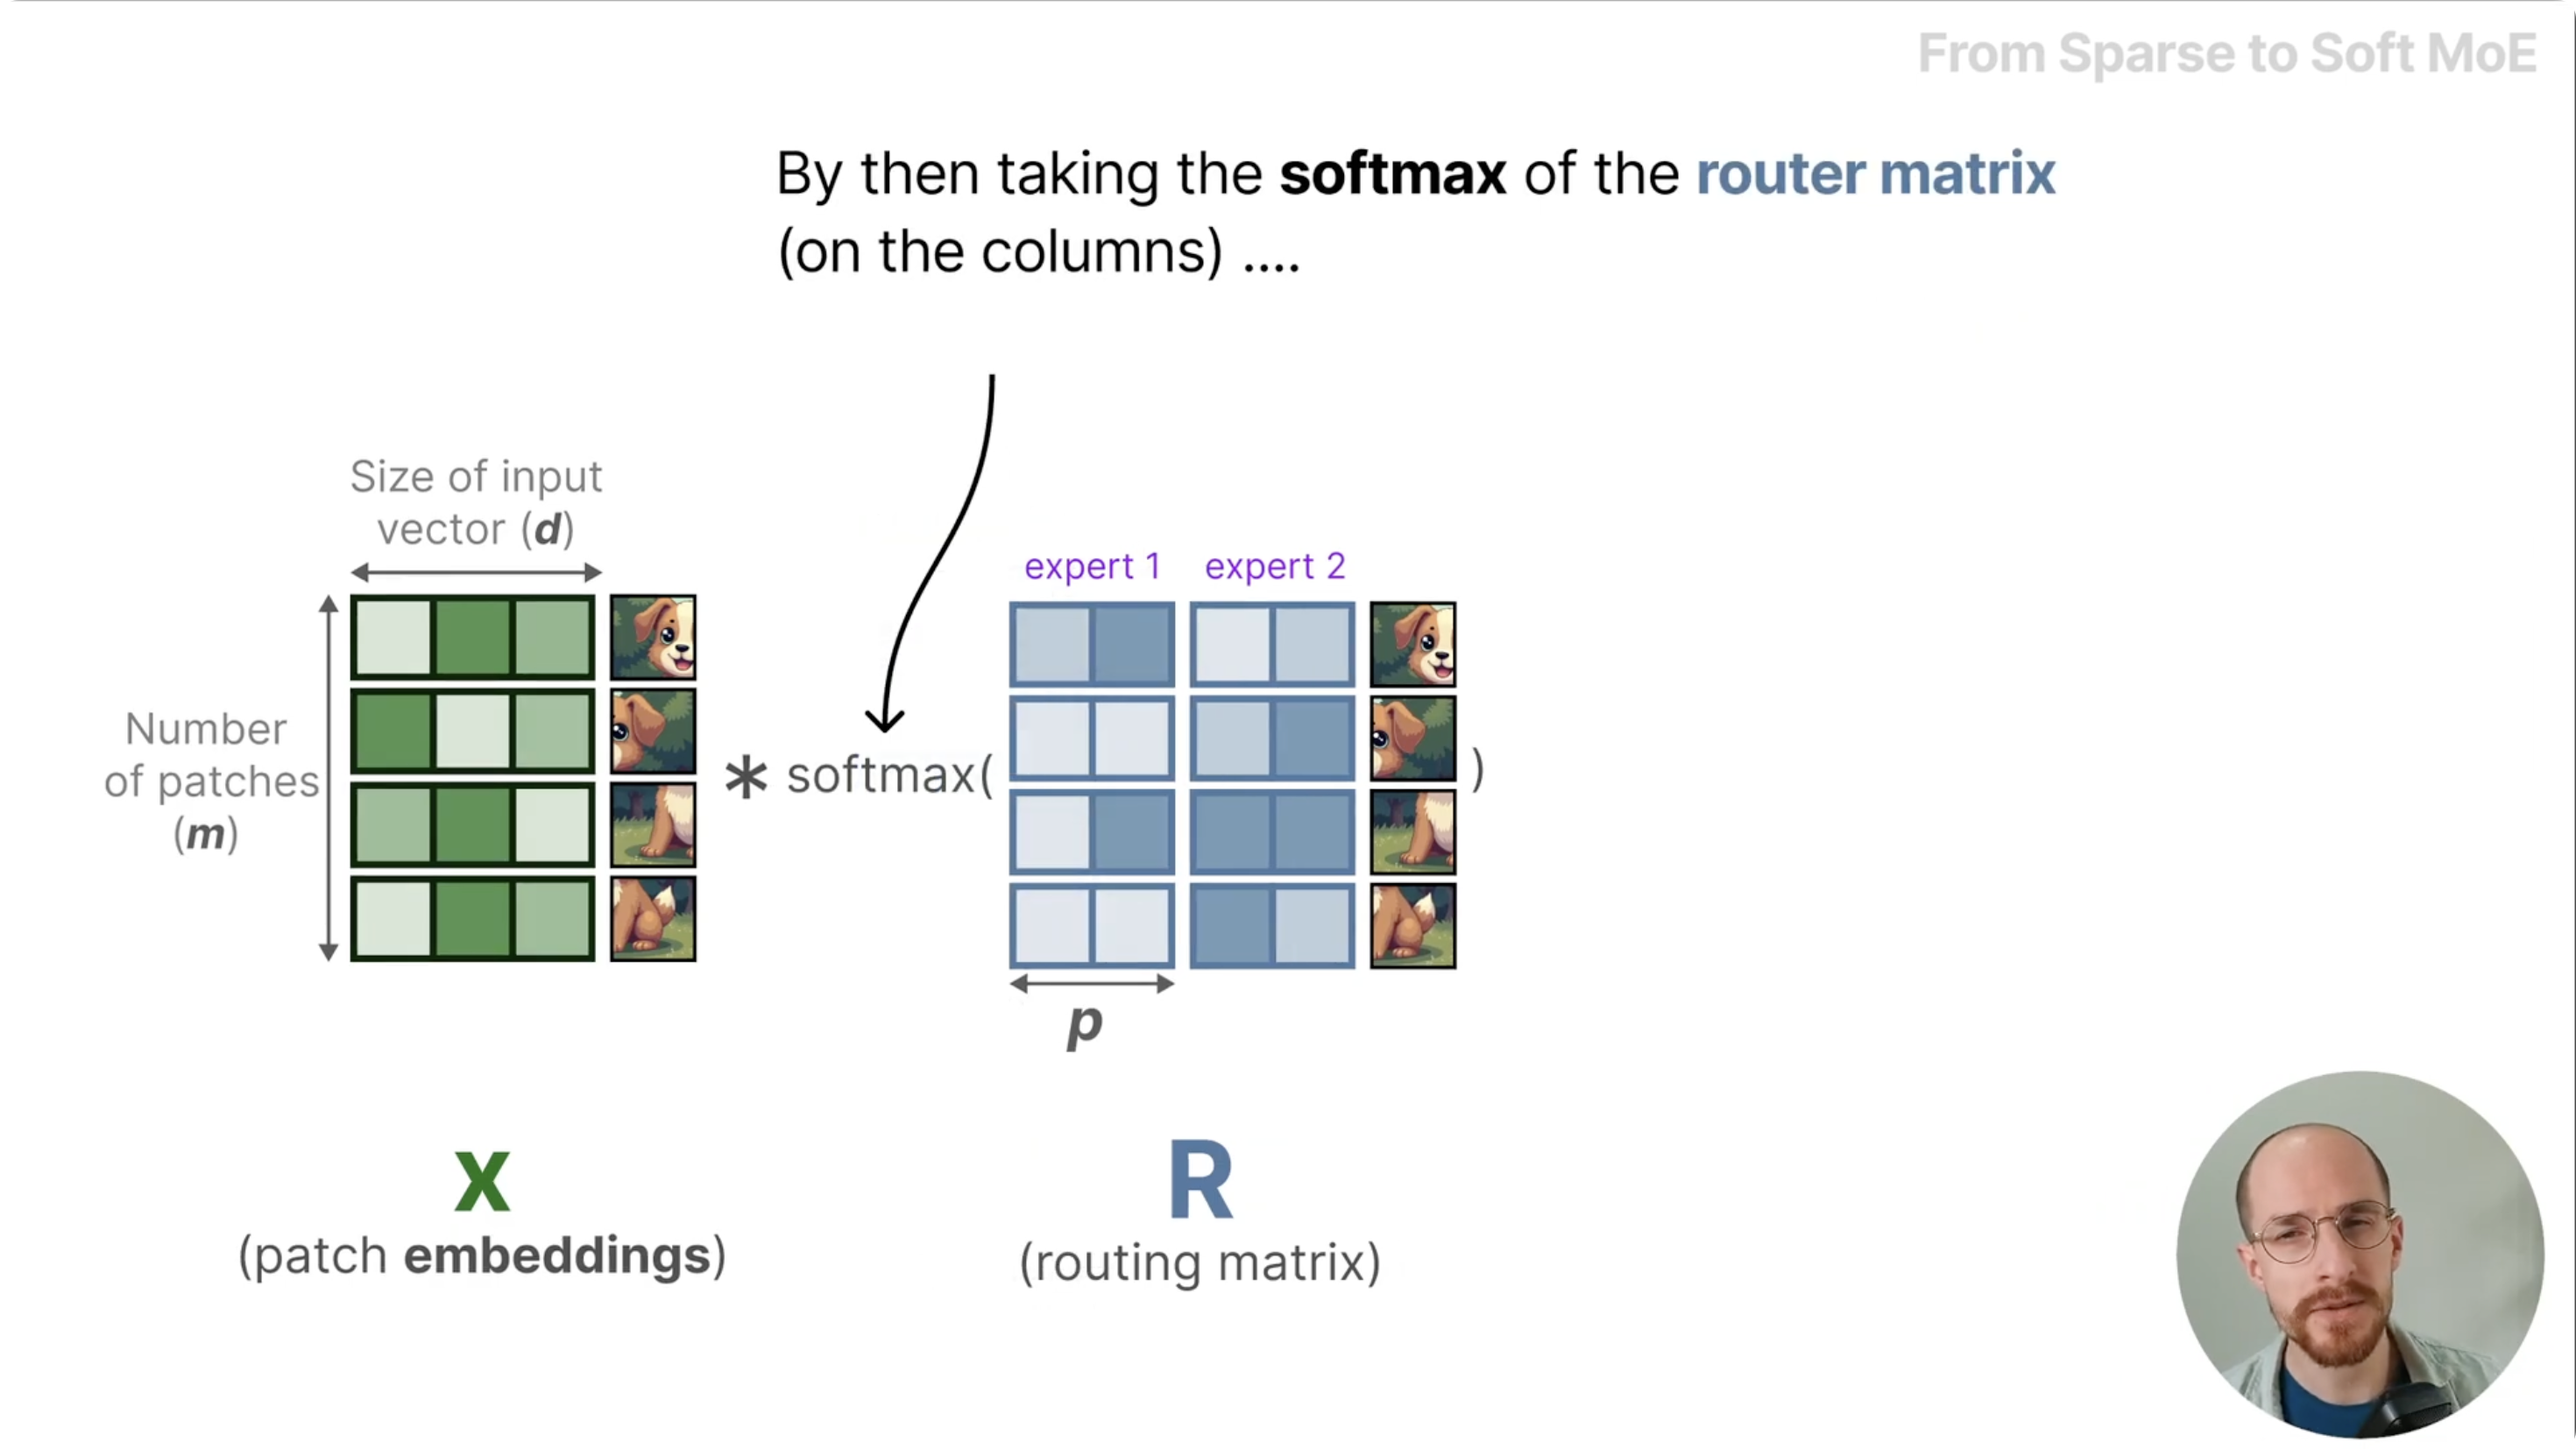 From Sparse to Soft MoE
By then taking the softmax of the router matrix
(on the columns) ....
Size of input
vector (d)
expert 1
expert 2
Number
of patches
(m)
* softmax(
)
p
X
(patch embeddings)
R
(routing matrix)